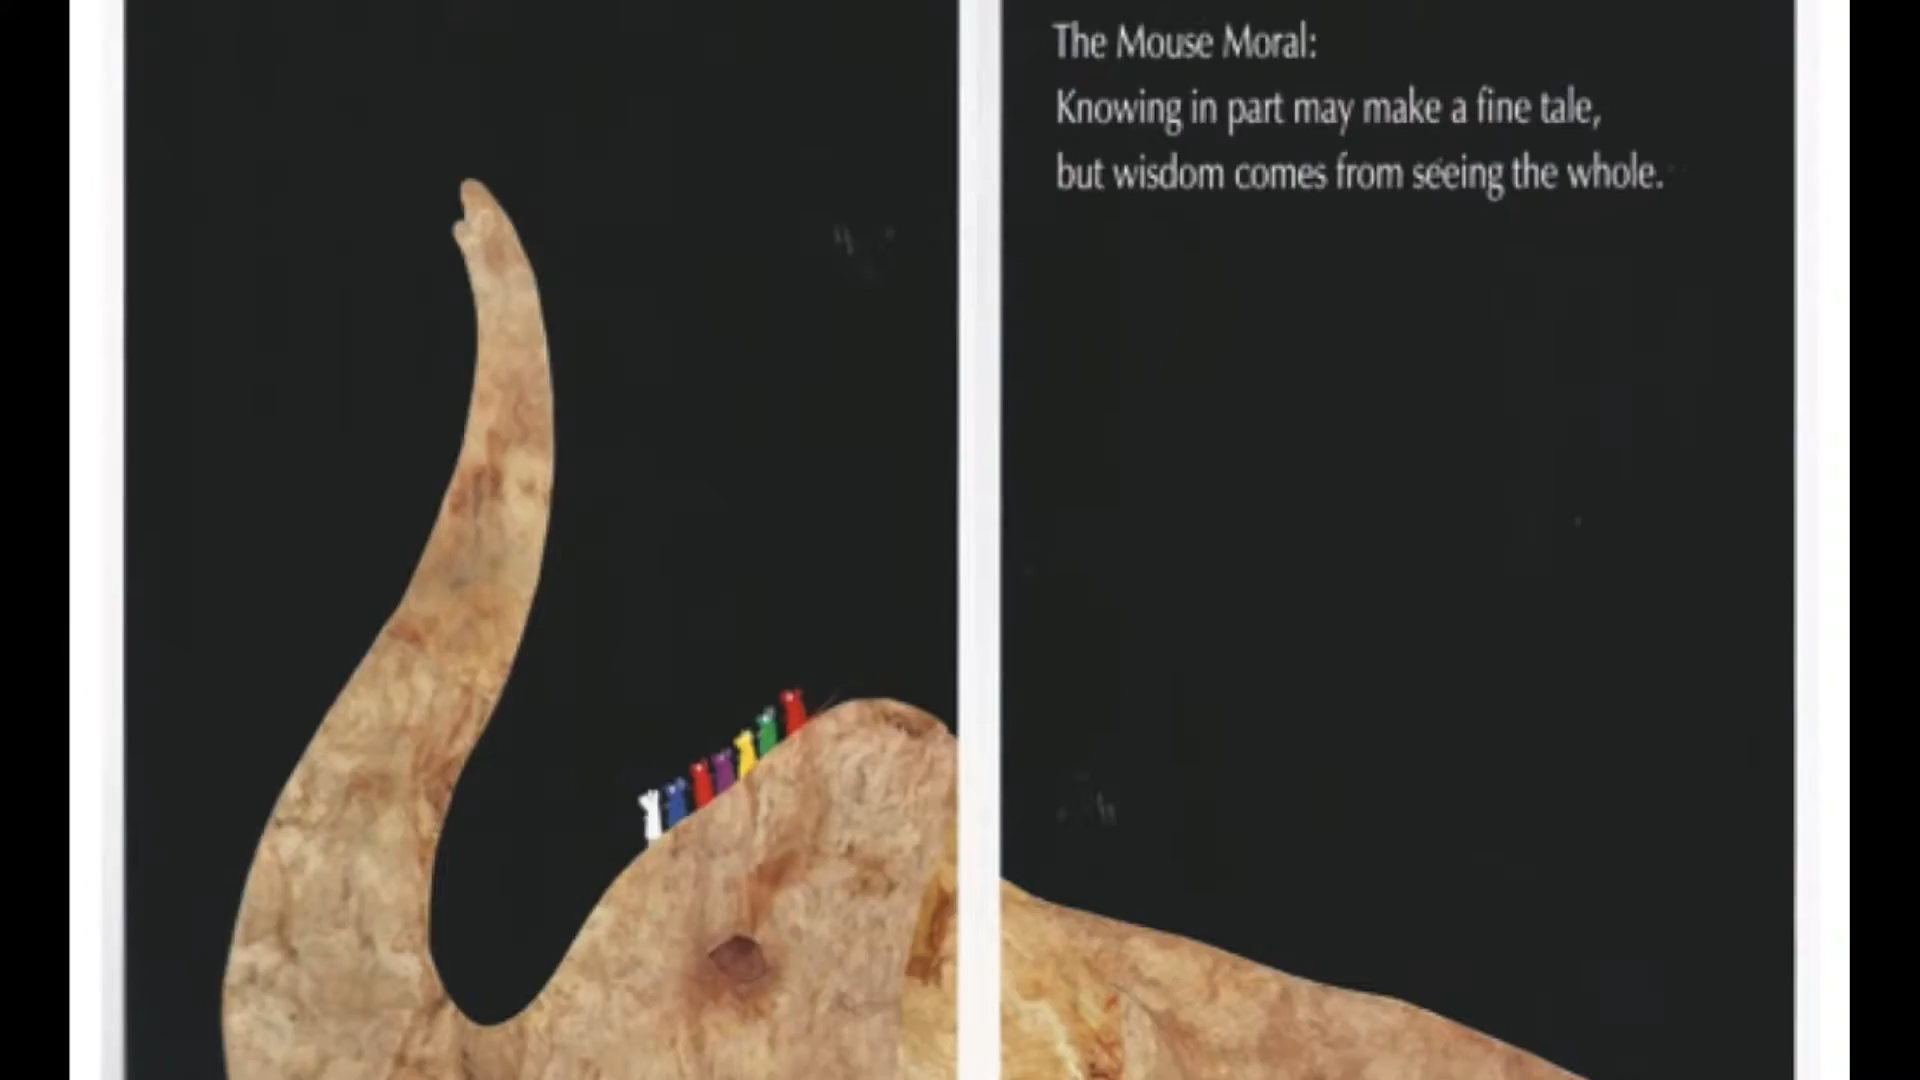 The Mouse Moral:
Knowing in part may make a fine tale,
but wisdom comes from seeing the whole.